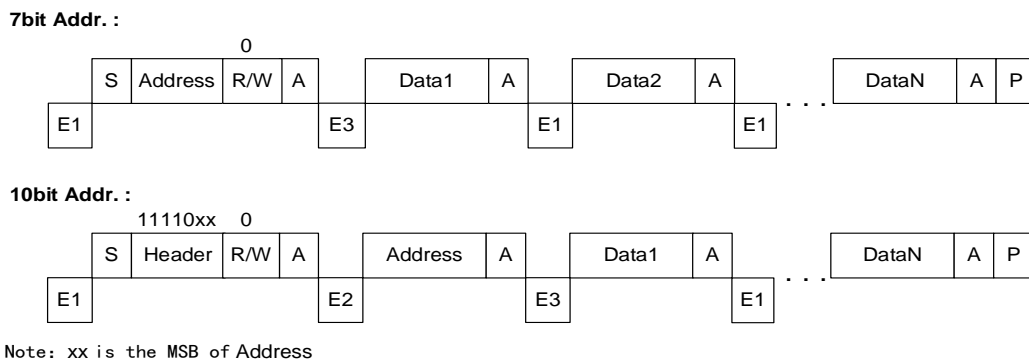 7bit Addr. :
0
S Address R/W A Data1 A Data2 A . . . DataN A P
E1 E3 E1 E1
10bit Addr. :
11110xx 0
S Header R/W A Address A Data1 A . . . DataN A P
E1 E2 E3 E1
Note: xx is the MSB of Address